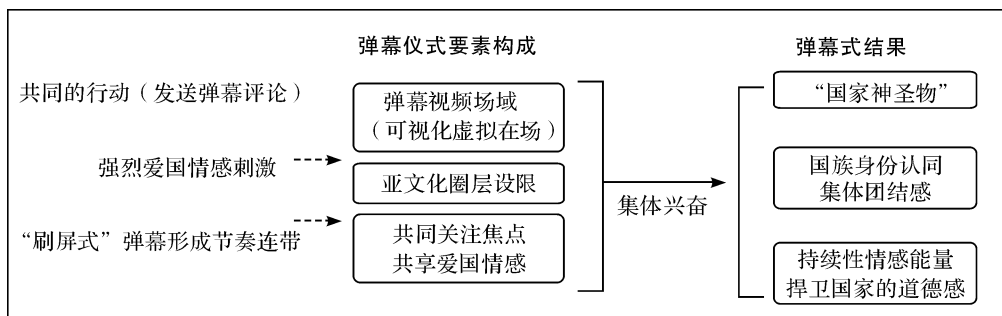 弹幕仪式要素构成
弹幕式结果
共同的行动（发送弹幕评论）
强烈爱国情感刺激
“刷屏式”弹幕形成节奏连带
弹幕视频场域
（可视化虚拟在场）
亚文化圈层设限
共同关注焦点
共享爱国情感
集体兴奋
“国家神圣物”
国族身份认同
集体团结感
持续性情感能量
捍卫国家的道德感